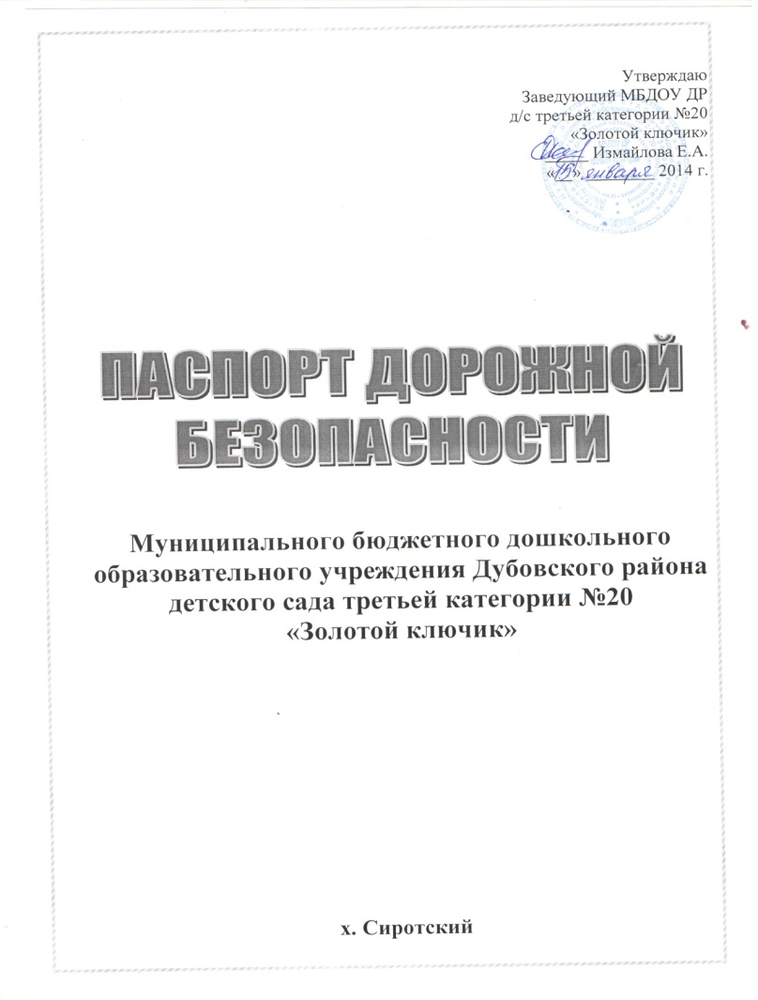 Утверждаю
Заведующий МБДОУ ДР
д/с третьей категории №20
«Золотой ключик»
Измайлова Е.А.
«15» января 2014 г.
ПАСПОРТ ДОРОЖНОЙ
БЕЗОПАСНОСТИ
Муниципального бюджетного дошкольного
образовательного учреждения Дубовского района
детского сада третьей категории №20
«Золотой ключик»
х. Сиротский